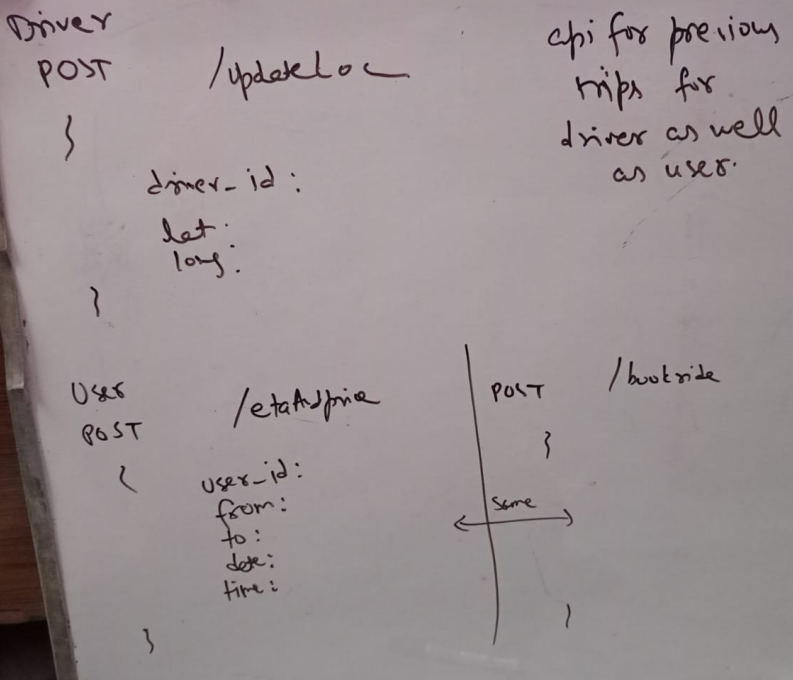 Driver
POST /updateLoc
}
driver_id:
lat:
long:
}
api for previous
trips for
driver as well
as user.
User
POST /etaAndprice
{
user_id:
from:
to:
date:
time:
}
POST /bookride
}
same
}